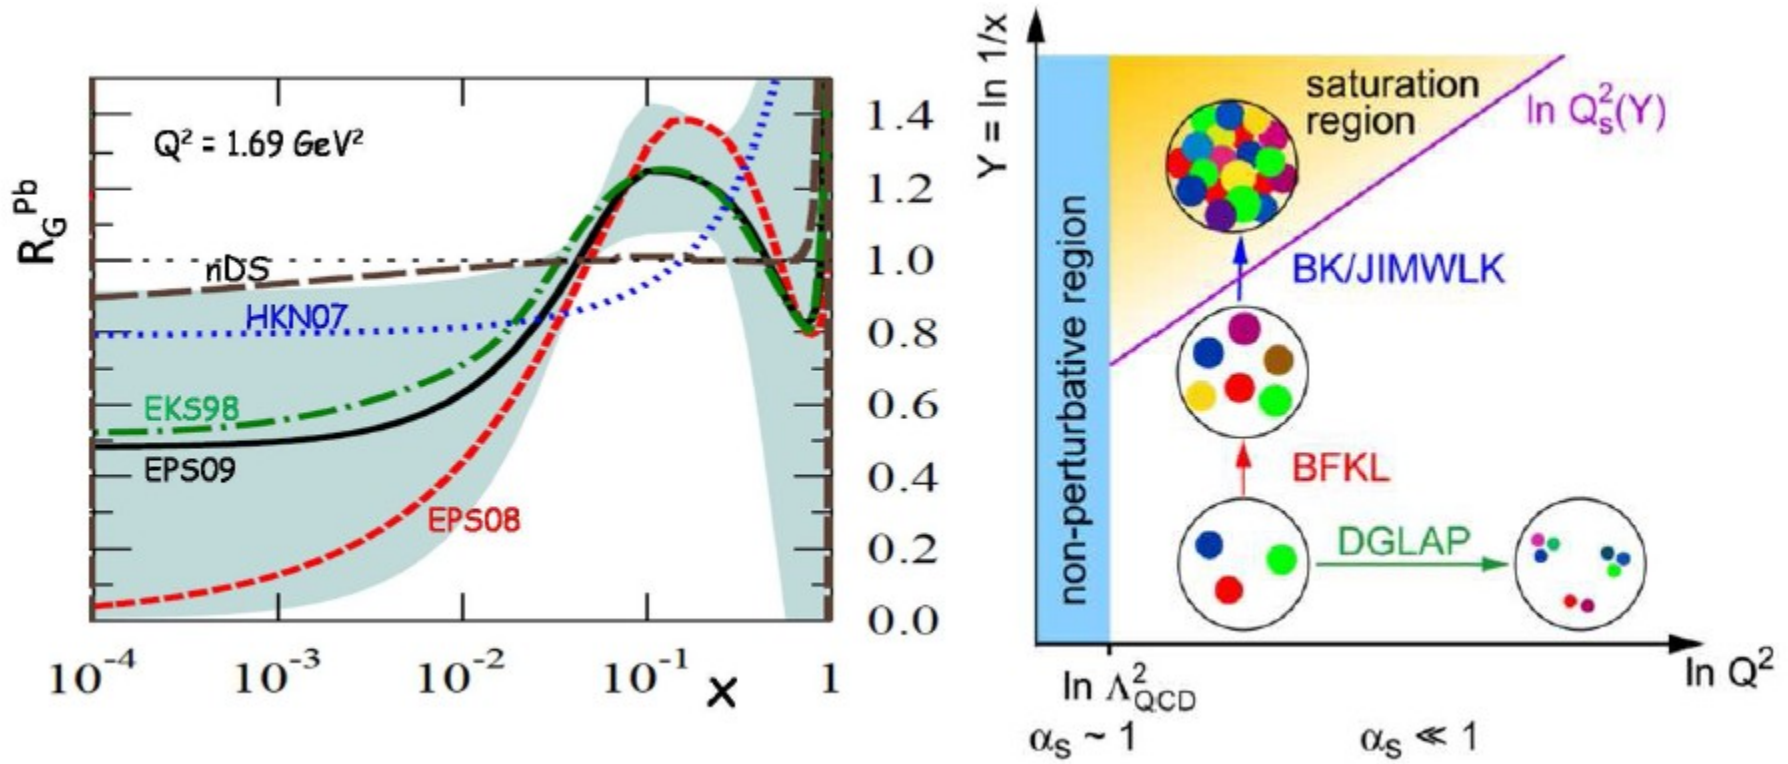 Q² = 1.69 GeV²
R_G^Pb
nDS
HKN07
EKS98
EPS09
EPS08
1.4
1.2
1.0
0.8
0.6
0.4
0.2
0.0
10⁻⁴
10⁻³
10⁻²
10⁻¹
1
x
Y = ln 1/x
non-perturbative region
saturation
region
ln Q_s²(Y)
BK/JIMWLK
BFKL
DGLAP
ln Λ²_QCD
ln Q²
α_S ~ 1
α_S ≪ 1